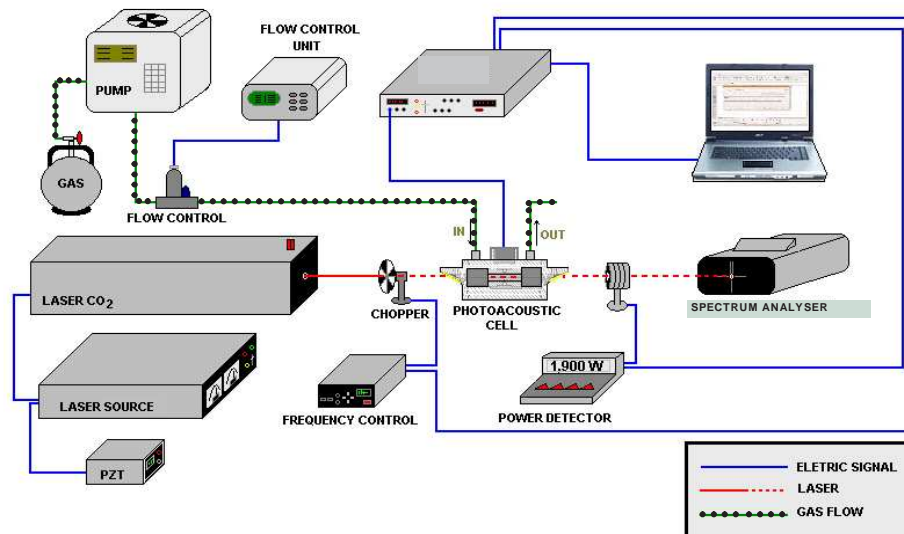 FLOW CONTROL
UNIT
PUMP
GAS
FLOW CONTROL
IN
OUT
LASER CO2
CHOPPER
PHOTOACOUSTIC
CELL
SPECTRUM ANALYSER
LASER SOURCE
FREQUENCY CONTROL
1,900 W
POWER DETECTOR
PZT
ELETRIC SIGNAL
LASER
GAS FLOW